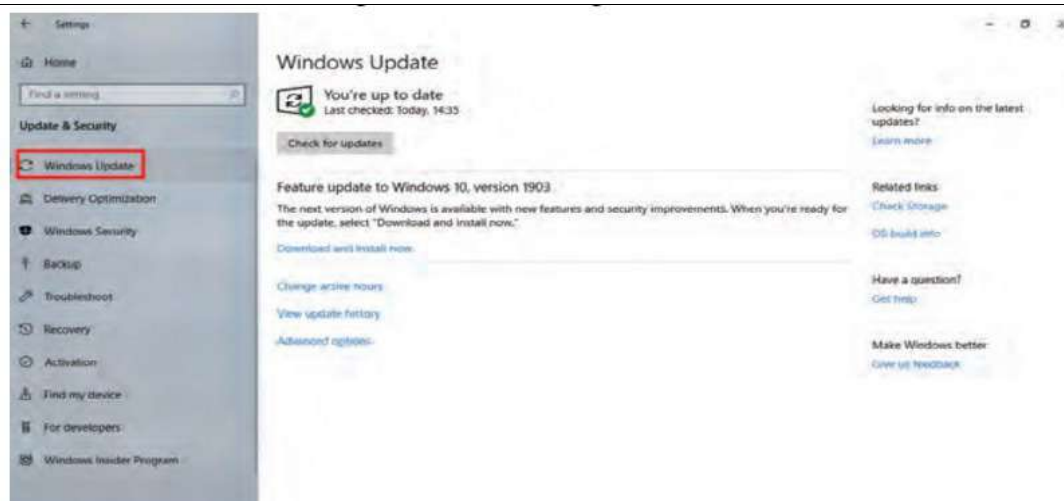 Settings
Home
Find a setting
Update & Security
Windows Update
Delivery Optimization
Windows Security
Backup
Troubleshoot
Recovery
Activation
Find my device
For developers
Windows Insider Program
Windows Update
You're up to date
Last checked: Today, 14:35
Check for updates
Feature update to Windows 10, version 1903
The next version of Windows is available with new features and security improvements. When you're ready for
the update, select "Download and install now."
Download and install now
Change active hours
View update history
Advanced options
Looking for info on the latest
updates?
Learn more
Related links
Check Storage
OS build info
Have a question?
Get help
Make Windows better
Give us feedback